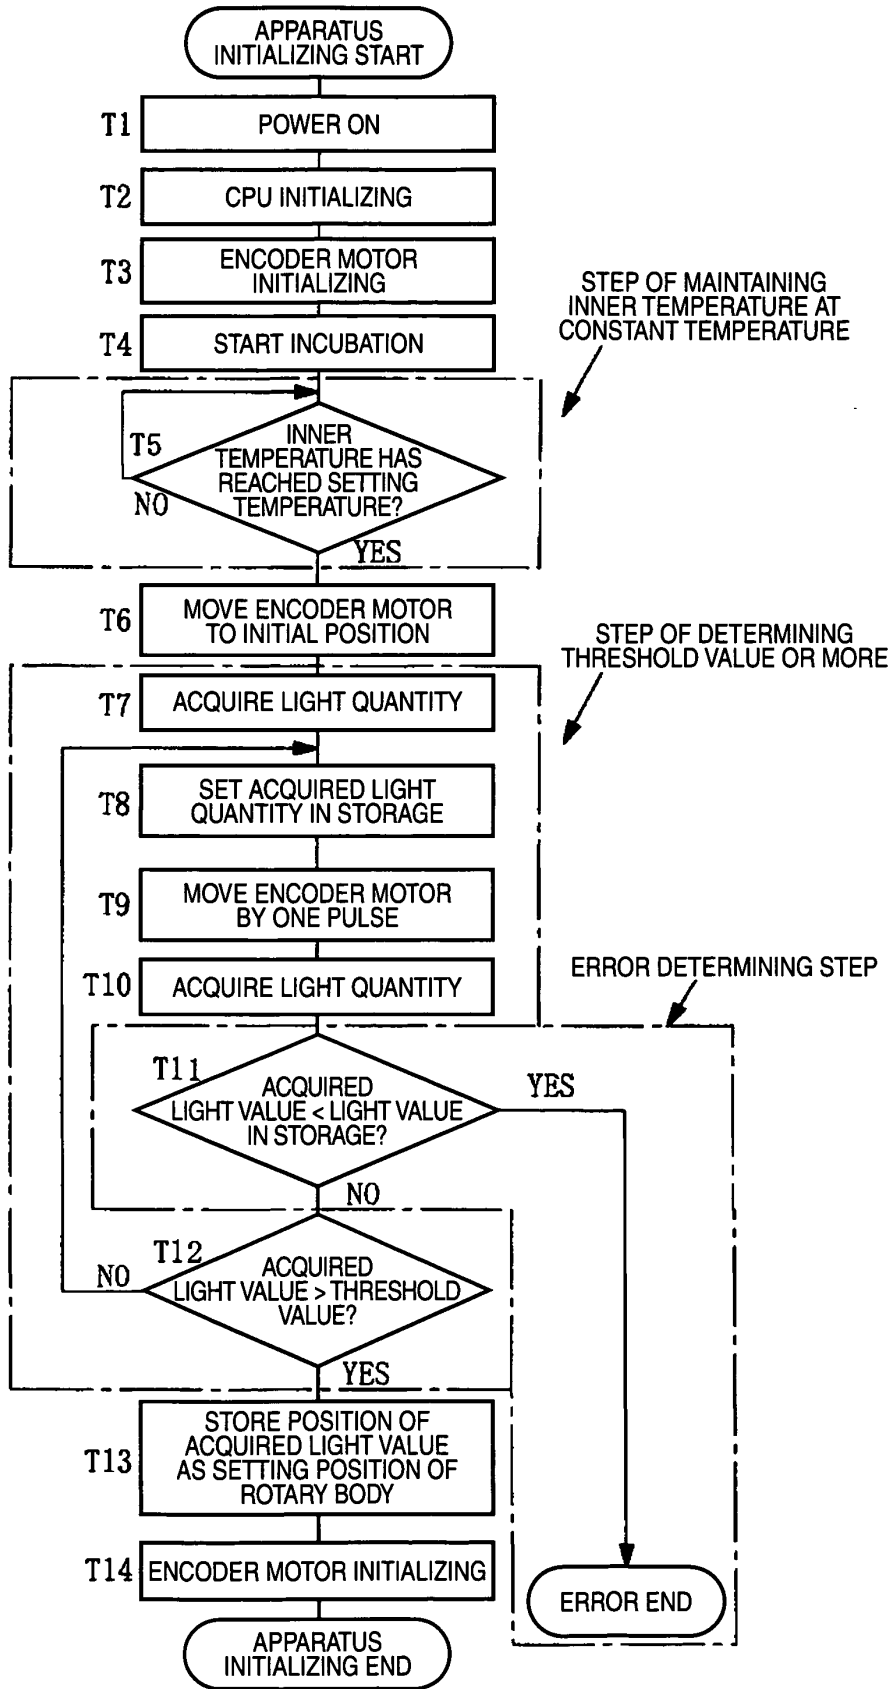 APPARATUS
INITIALIZING START
T1
POWER ON
T2
CPU INITIALIZING
T3
ENCODER MOTOR
INITIALIZING
T4
START INCUBATION
STEP OF MAINTAINING
INNER TEMPERATURE AT
CONSTANT TEMPERATURE
T5
INNER
TEMPERATURE HAS
REACHED SETTING
TEMPERATURE?
NO
YES
T6
MOVE ENCODER MOTOR
TO INITIAL POSITION
STEP OF DETERMINING
THRESHOLD VALUE OR MORE
T7
ACQUIRE LIGHT QUANTITY
T8
SET ACQUIRED LIGHT
QUANTITY IN STORAGE
T9
MOVE ENCODER MOTOR
BY ONE PULSE
T10
ACQUIRE LIGHT QUANTITY
ERROR DETERMINING STEP
T11
ACQUIRED
LIGHT VALUE < LIGHT VALUE
IN STORAGE?
YES
NO
T12
ACQUIRED
LIGHT VALUE > THRESHOLD
VALUE?
NO
YES
T13
STORE POSITION OF
ACQUIRED LIGHT VALUE
AS SETTING POSITION OF
ROTARY BODY
T14
ENCODER MOTOR INITIALIZING
ERROR END
APPARATUS
INITIALIZING END